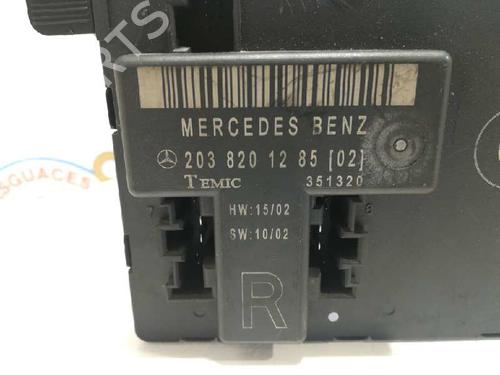 MERCEDES BENZ
203 820 12 85 [02]
TEMIC 351320
HW:15/02
SW:10/02
R